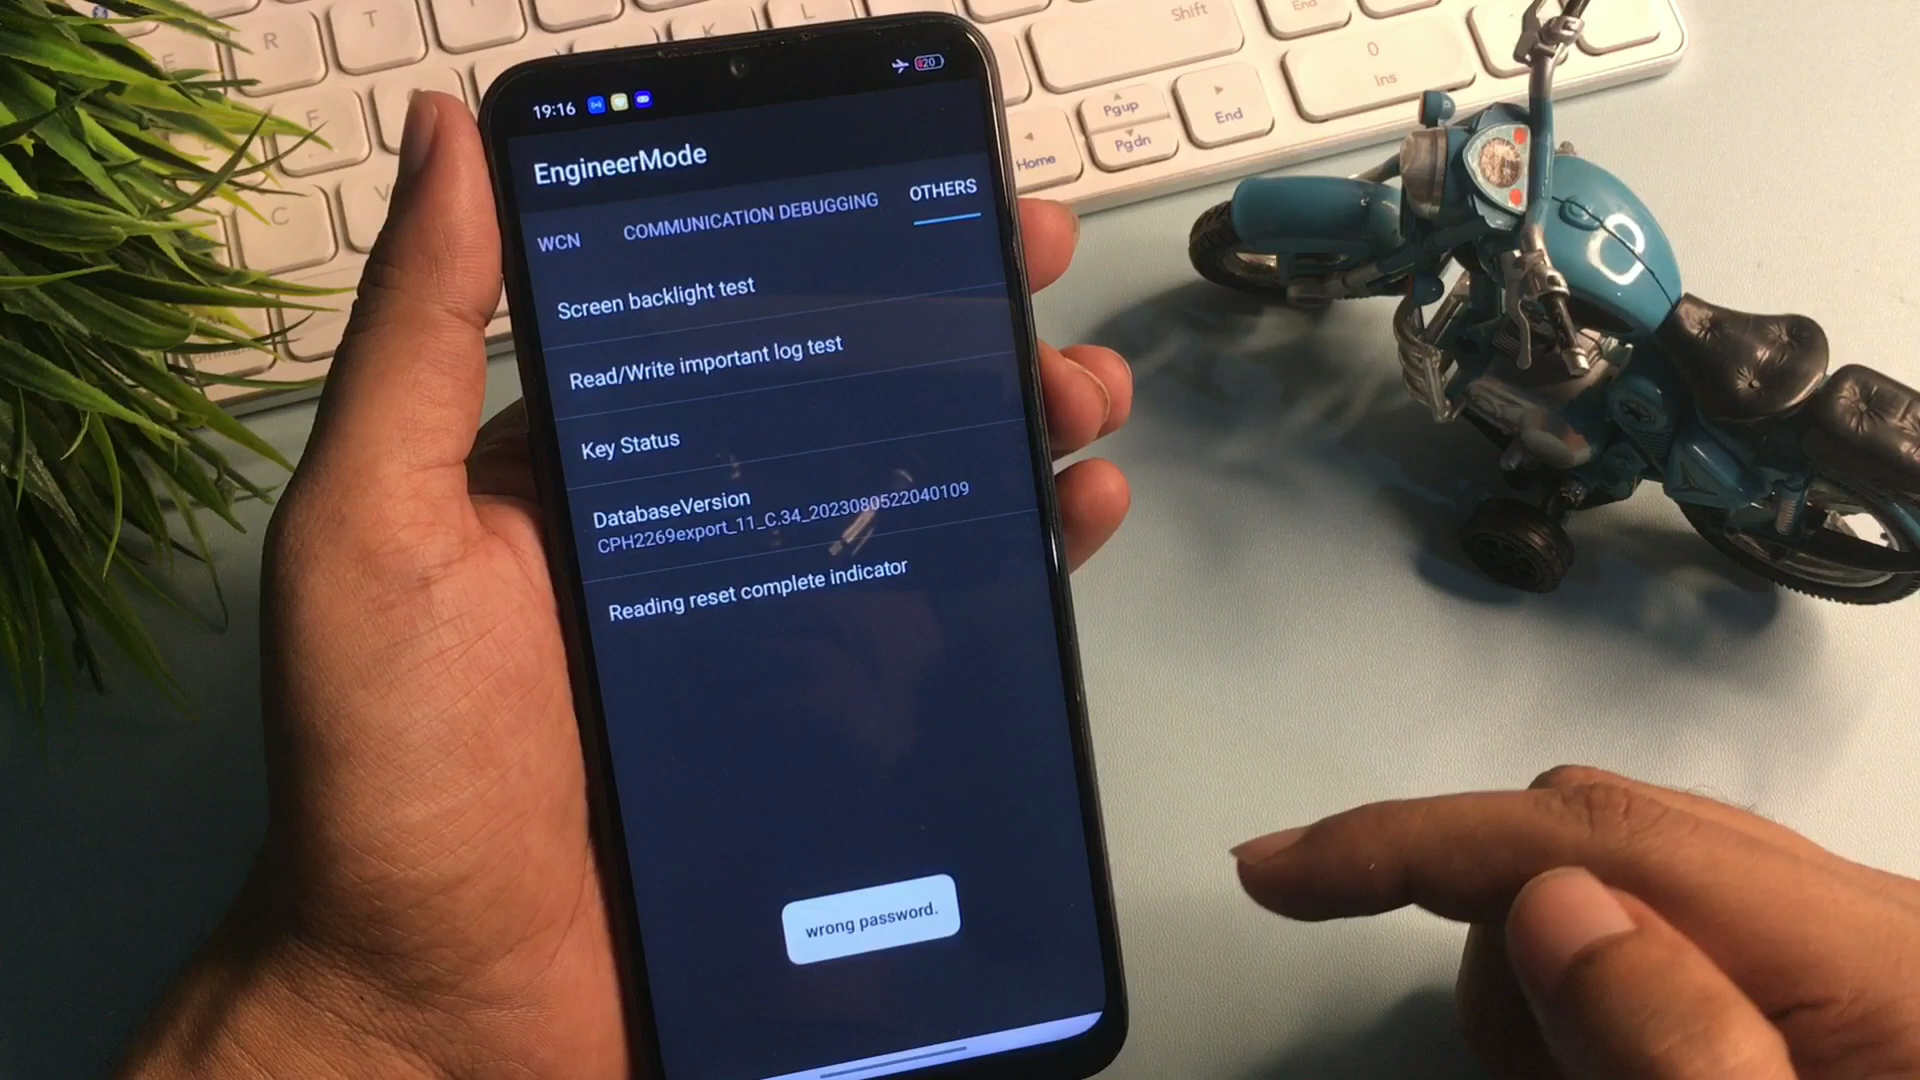 R
T
K
L
Shift
End
0
Ins
F
Pgup
Pgdn
End
Home
C
V
19:16
20
EngineerMode
WCN
COMMUNICATION DEBUGGING
OTHERS
Screen backlight test
Read/Write important log test
Key Status
DatabaseVersion
CPH2269export_11_C.34_2023080522040109
Reading reset complete indicator
wrong password.